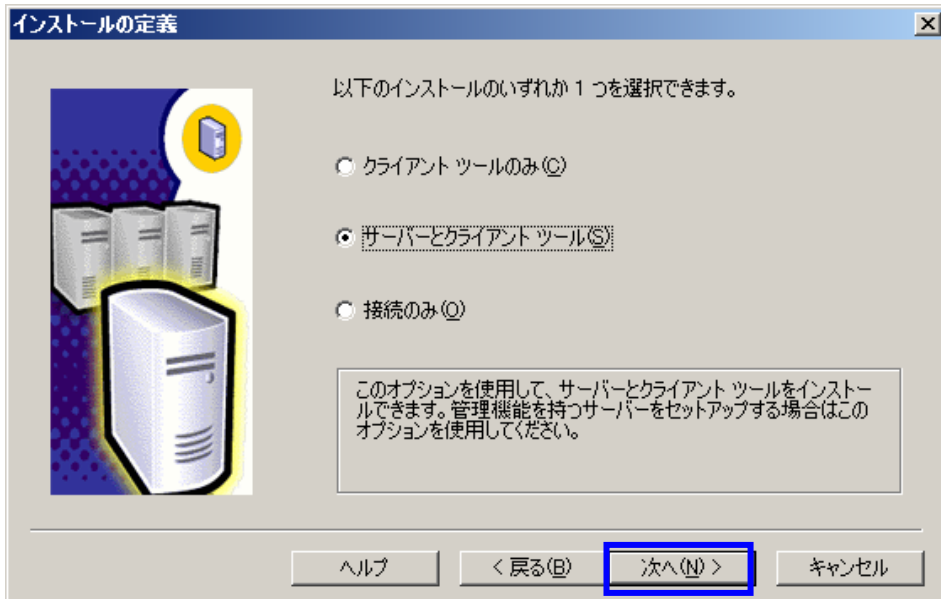 インストールの定義
以下のインストールのいずれか 1 つを選択できます。
クライアント ツールのみ(C)
サーバーとクライアント ツール(S)
接続のみ(O)
このオプションを使用して、サーバーとクライアント ツールをインストー
ルできます。管理機能を持つサーバーをセットアップする場合はこの
オプションを使用してください。
ヘルプ
< 戻る(B)
次へ(N) >
キャンセル